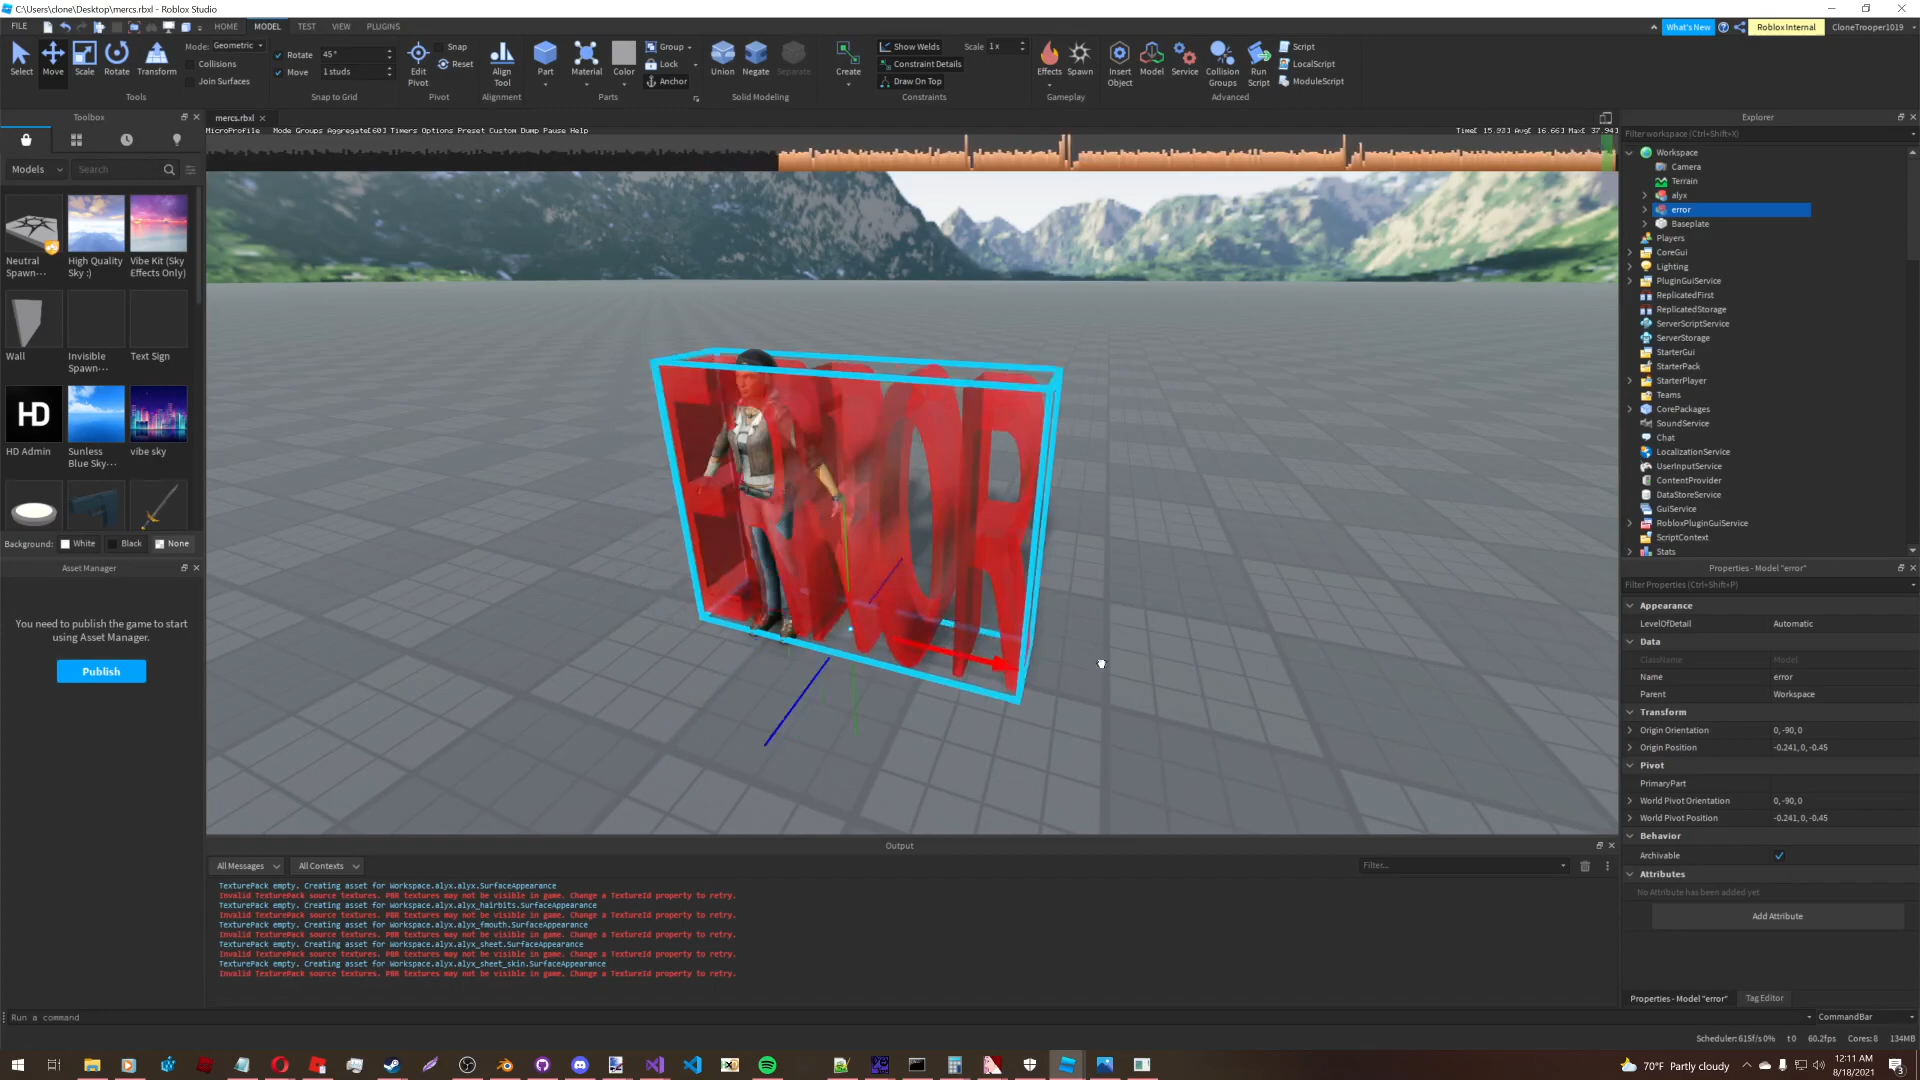 C:\Users\clone\Desktop\mercs.rbxl - Roblox Studio
FILE HOME MODEL TEST VIEW PLUGINS What's New Roblox Internal CloneTrooper1019
Select Move Scale Rotate Transform
Mode: Geometric
Collisions
Join Surfaces
Tools
Rotate 45°
Move 1 studs
Snap to Grid
Edit Pivot
Snap
Reset
Pivot
Align Tool
Alignment
Part Material Color
Group
Lock
Anchor
Parts
Union Negate Separate
Solid Modeling
Create
Show Welds
Constraint Details
Draw On Top
Scale 1x
Constraints
Effects Spawn
Gameplay
Insert Object Model Service Collision Groups Run Script
Script
LocalScript
ModuleScript
Advanced
Toolbox
Models Search
Neutral Spawn...
High Quality Sky :)
Vibe Kit (Sky Effects Only)
Wall
Invisible Spawn...
Text Sign
HD
HD Admin
Sunless Blue Sky...
vibe sky
Background: White Black None
Asset Manager
You need to publish the game to start using Asset Manager.
Publish
mercs.rbxl
MicroProfile Mode Groups Aggregate[60] Timers Options Preset Custom Dump Pause Help
Time[ 15.93] Avg[ 16.66] Max[ 37.94]
ERROR
Output
All Messages All Contexts Filter...
TexturePack empty. Creating asset for Workspace.alyx.alyx.SurfaceAppearance
Invalid TexturePack source textures. PBR textures may not be visible in game. Change a TextureId property to retry.
TexturePack empty. Creating asset for Workspace.alyx.alyx_hairbits.SurfaceAppearance
Invalid TexturePack source textures. PBR textures may not be visible in game. Change a TextureId property to retry.
TexturePack empty. Creating asset for Workspace.alyx.alyx_fmouth.SurfaceAppearance
Invalid TexturePack source textures. PBR textures may not be visible in game. Change a TextureId property to retry.
TexturePack empty. Creating asset for Workspace.alyx.alyx_sheet.SurfaceAppearance
Invalid TexturePack source textures. PBR textures may not be visible in game. Change a TextureId property to retry.
TexturePack empty. Creating asset for Workspace.alyx.alyx_sheet_skin.SurfaceAppearance
Invalid TexturePack source textures. PBR textures may not be visible in game. Change a TextureId property to retry.
Explorer
Filter workspace (Ctrl+Shift+X)
Workspace
Camera
Terrain
alyx
error
Baseplate
Players
CoreGui
Lighting
PluginGuiService
ReplicatedFirst
ReplicatedStorage
ServerScriptService
ServerStorage
StarterGui
StarterPack
StarterPlayer
Teams
CorePackages
SoundService
Chat
LocalizationService
UserInputService
ContentProvider
DataStoreService
GuiService
RobloxPluginGuiService
ScriptContext
Stats
Properties - Model "error"
Filter Properties (Ctrl+Shift+P)
Appearance
LevelOfDetail Automatic
Data
ClassName Model
Name error
Parent Workspace
Transform
Origin Orientation 0, -90, 0
Origin Position -0.241, 0, -0.45
Pivot
PrimaryPart
World Pivot Orientation 0, -90, 0
World Pivot Position -0.241, 0, -0.45
Behavior
Archivable
Attributes
No Attribute has been added yet
Add Attribute
Properties - Model "error" Tag Editor
Run a command
CommandBar
Scheduler: 615f/s 0% t0 60.2fps Cores: 8 134MB
70°F Partly cloudy
12:11 AM
8/18/2021
3